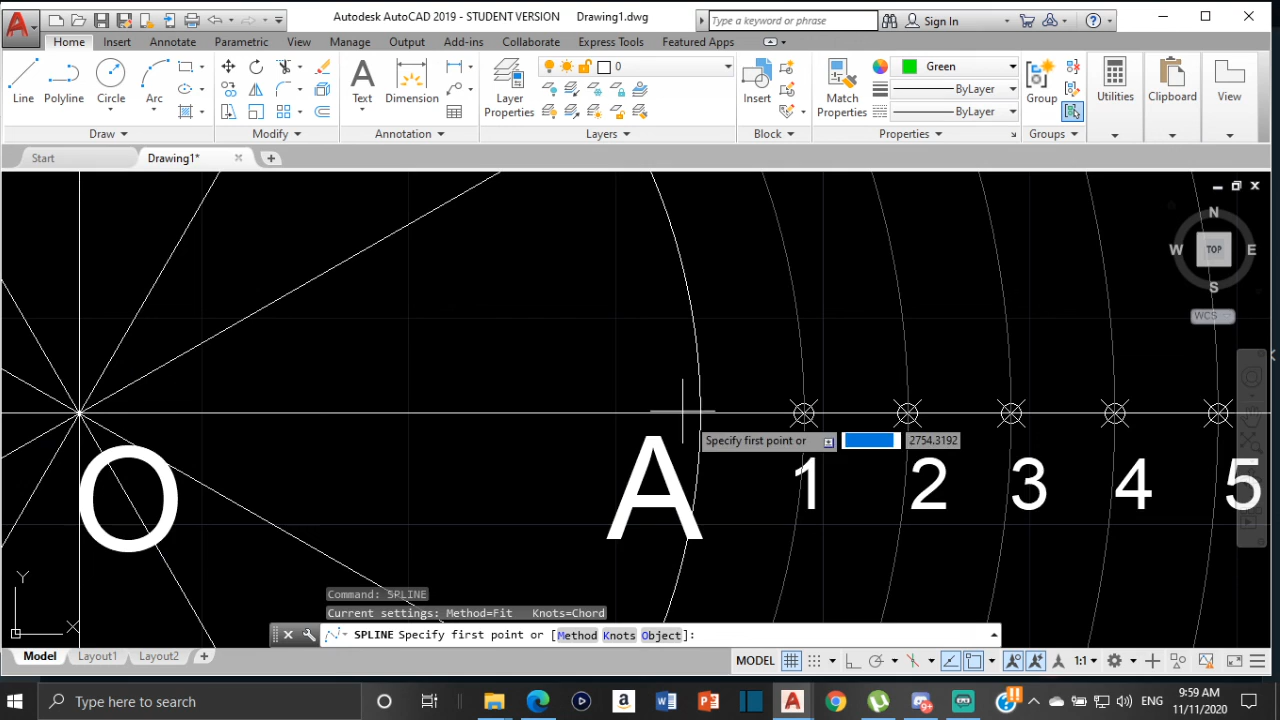 Autodesk AutoCAD 2019 - STUDENT VERSION Drawing1.dwg
Type a keyword or phrase
Sign In
Home Insert Annotate Parametric View Manage Output Add-ins Collaborate Express Tools Featured Apps
Line Polyline Circle Arc
Text Dimension
Layer Properties
0
Insert
Match Properties
Green
ByLayer
ByLayer
Group
Utilities
Clipboard
View
Draw Modify Annotation Layers Block Properties Groups
Start
Drawing1*
N
W TOP E
S
WCS
Specify first point or
2754.3192
O A 1 2 3 4 5
Y
X
Command: SPLINE
Current settings: Method=Fit Knots=Chord
SPLINE Specify first point or [Method Knots Object]:
Model Layout1 Layout2
MODEL
1:1
Type here to search
ENG
9:59 AM
11/11/2020